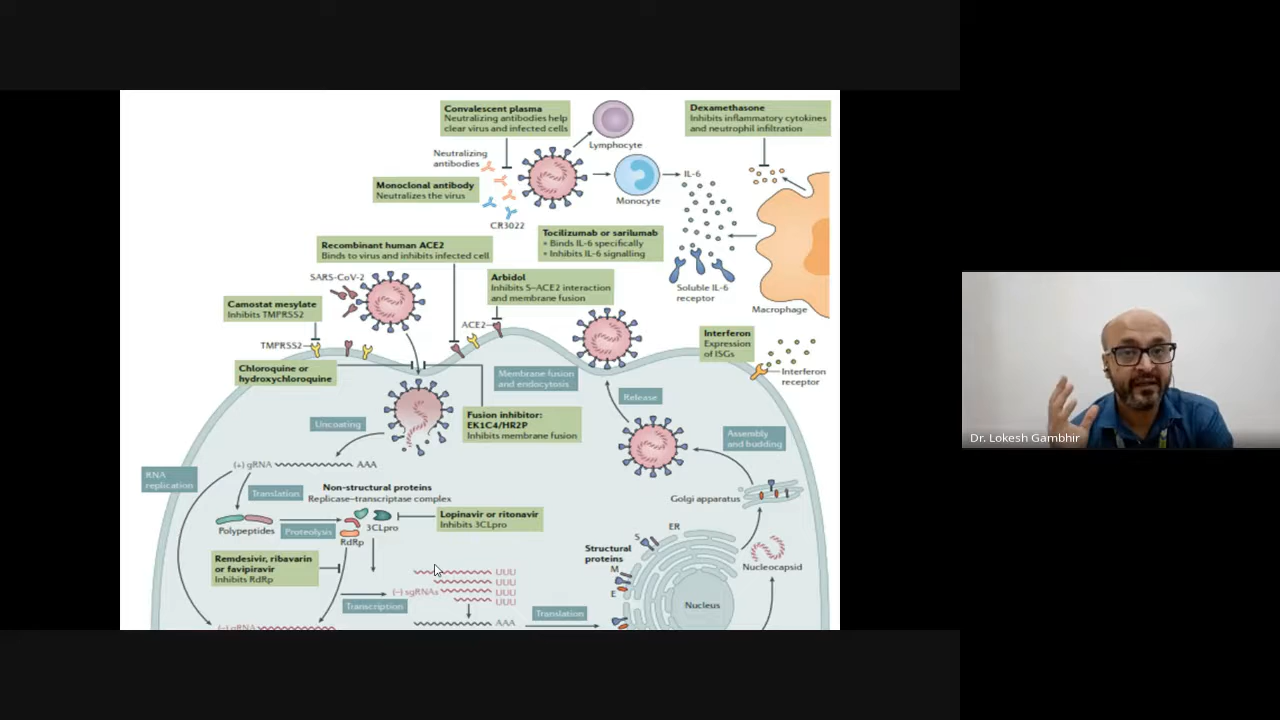 Convalescent plasma
Neutralizing antibodies help
clear virus and infected cells
Dexamethasone
Inhibits inflammatory cytokines
and neutrophil infiltration
Lymphocyte
Neutralizing
antibodies
IL-6
Monoclonal antibody
Neutralizes the virus
Monocyte
CR3022
Tocilizumab or sarilumab
• Binds IL-6 specifically
• Inhibits IL-6 signalling
Recombinant human ACE2
Binds to virus and inhibits infected cell
SARS-CoV-2
Arbidol
Inhibits S–ACE2 interaction
and membrane fusion
Soluble IL-6
receptor
Macrophage
Camostat mesylate
Inhibits TMPRSS2
ACE2
TMPRSS2
Interferon
Expression
of ISGs
Interferon
receptor
Chloroquine or
hydroxychloroquine
Membrane fusion
and endocytosis
Release
Fusion inhibitor:
EK1C4/HR2P
Inhibits membrane fusion
Uncoating
Assembly
and budding
(+) gRNA
AAA
RNA
replication
Translation
Non-structural proteins
Replicase–transcriptase complex
Golgi apparatus
Polypeptides
Proteolysis
3CLpro
RdRp
Lopinavir or ritonavir
Inhibits 3CLpro
ER
S
Structural
proteins
M
E
Nucleocapsid
Remdesivir, ribavarin
or favipiravir
Inhibits RdRp
UUU
UUU
(–) sgRNAs
UUU
UUU
Transcription
Nucleus
Translation
AAA
(–) gRNA
Dr. Lokesh Gambhir